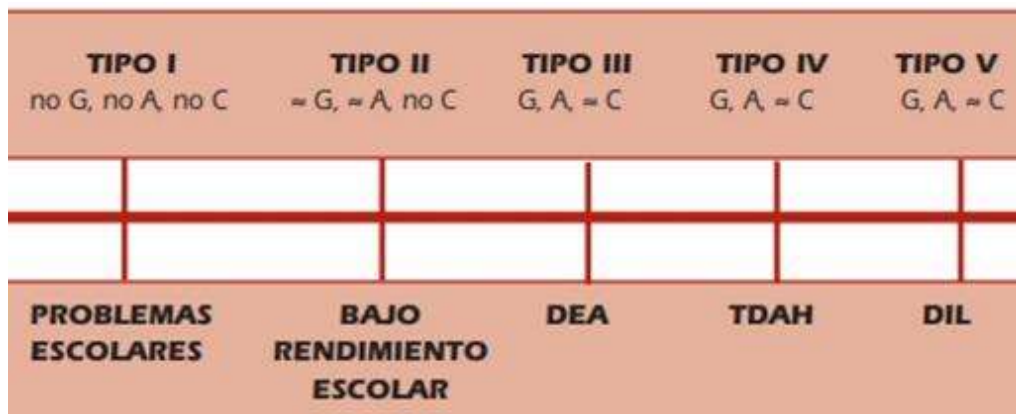 TIPO I TIPO II TIPO III TIPO IV TIPO V
no G, no A, no C ≈ G, ≈ A, no C G, A, ≈ C G, A, ≈ C G, A, ≈ C
PROBLEMAS BAJO DEA TDAH DIL
ESCOLARES RENDIMIENTO
ESCOLAR